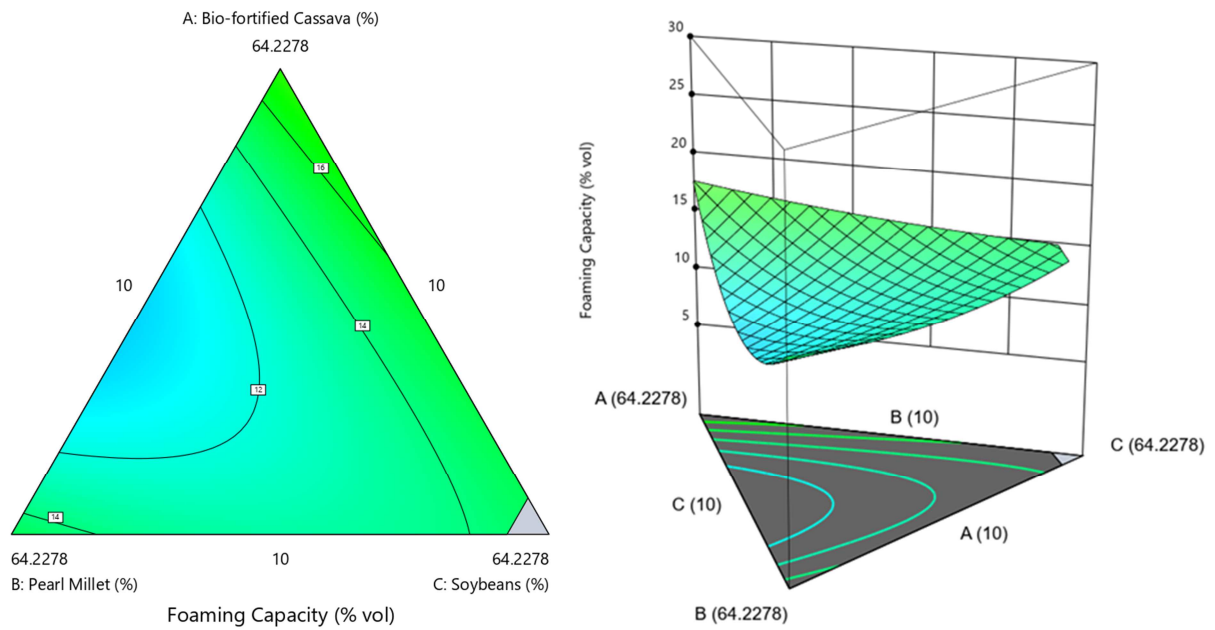 A: Bio-fortified Cassava (%)
64.2278
16
10
10
14
12
14
64.2278
10
64.2278
B: Pearl Millet (%)
C: Soybeans (%)
Foaming Capacity (% vol)
30
25
20
15
10
5
Foaming Capacity (% vol)
A (64.2278)
B (10)
C (64.2278)
C (10)
A (10)
B (64.2278)